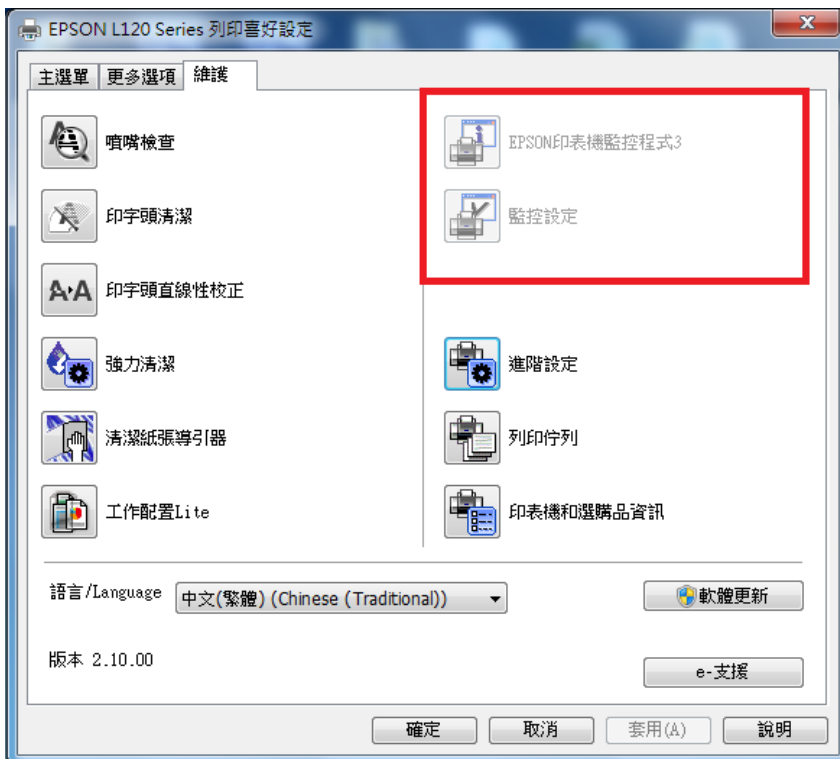 EPSON L120 Series 列印喜好設定
主選單 更多選項 維護
噴嘴檢查
印字頭清潔
A▸A 印字頭直線性校正
強力清潔
清潔紙張導引器
工作配置Lite
EPSON印表機監控程式3
監控設定
進階設定
列印佇列
印表機和選購品資訊
語言/Language 中文(繁體) (Chinese (Traditional))
軟體更新
版本 2.10.00
e-支援
確定 取消 套用(A) 說明